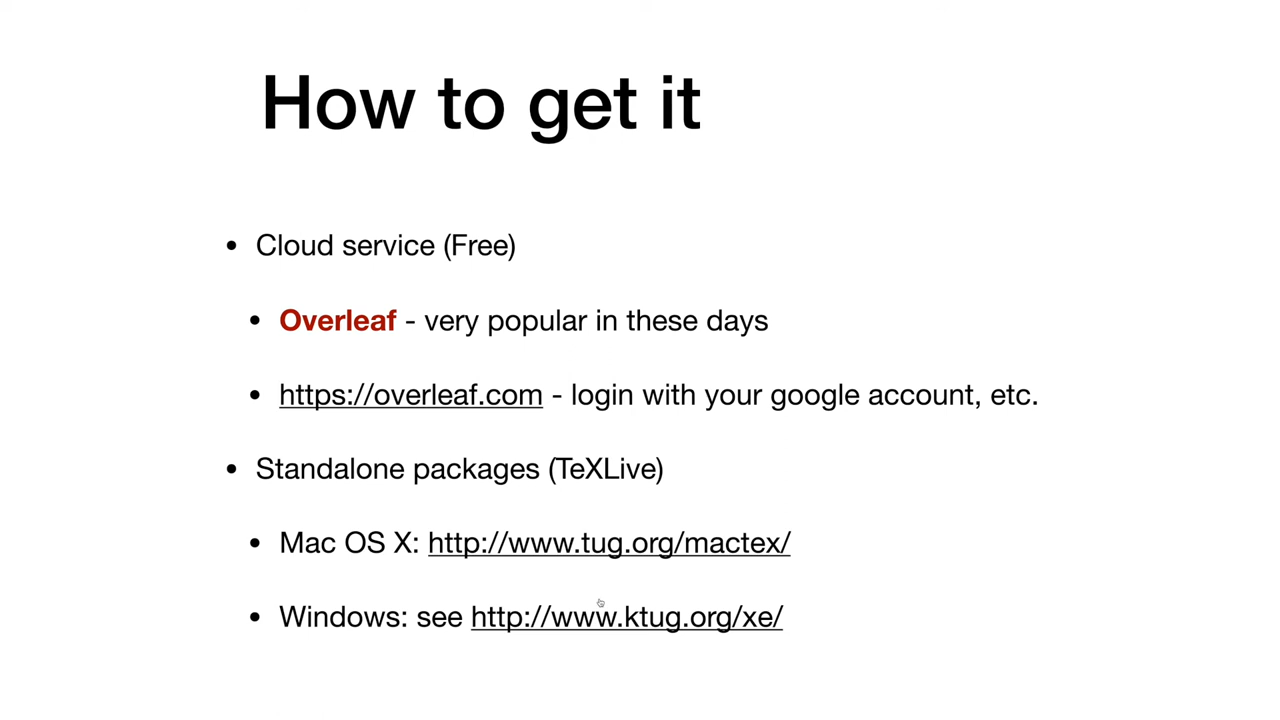 How to get it
• Cloud service (Free)
• Overleaf - very popular in these days
• https://overleaf.com - login with your google account, etc.
• Standalone packages (TeXLive)
• Mac OS X: http://www.tug.org/mactex/
• Windows: see http://www.ktug.org/xe/